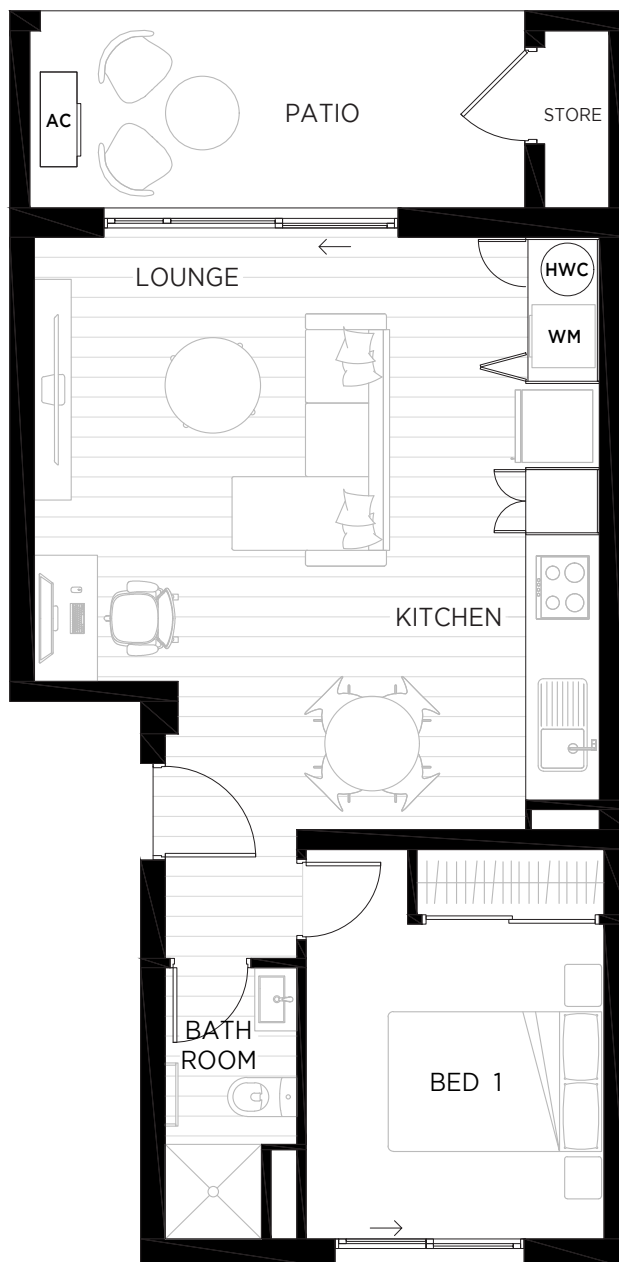 AC
PATIO
STORE
LOUNGE
HWC
WM
KITCHEN
BATH
ROOM
BED 1